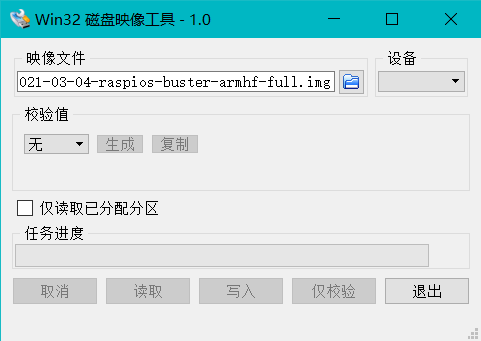 Win32 磁盘映像工具 - 1.0
映像文件
设备
021-03-04-raspios-buster-armhf-full.img
校验值
无
生成
复制
仅读取已分配分区
任务进度
取消
读取
写入
仅校验
退出